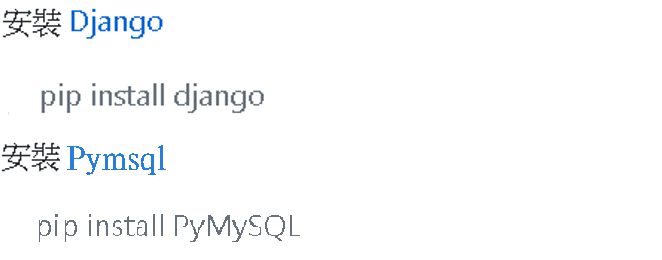 安裝 Django
pip install django
安裝 Pymsql
pip install PyMySQL